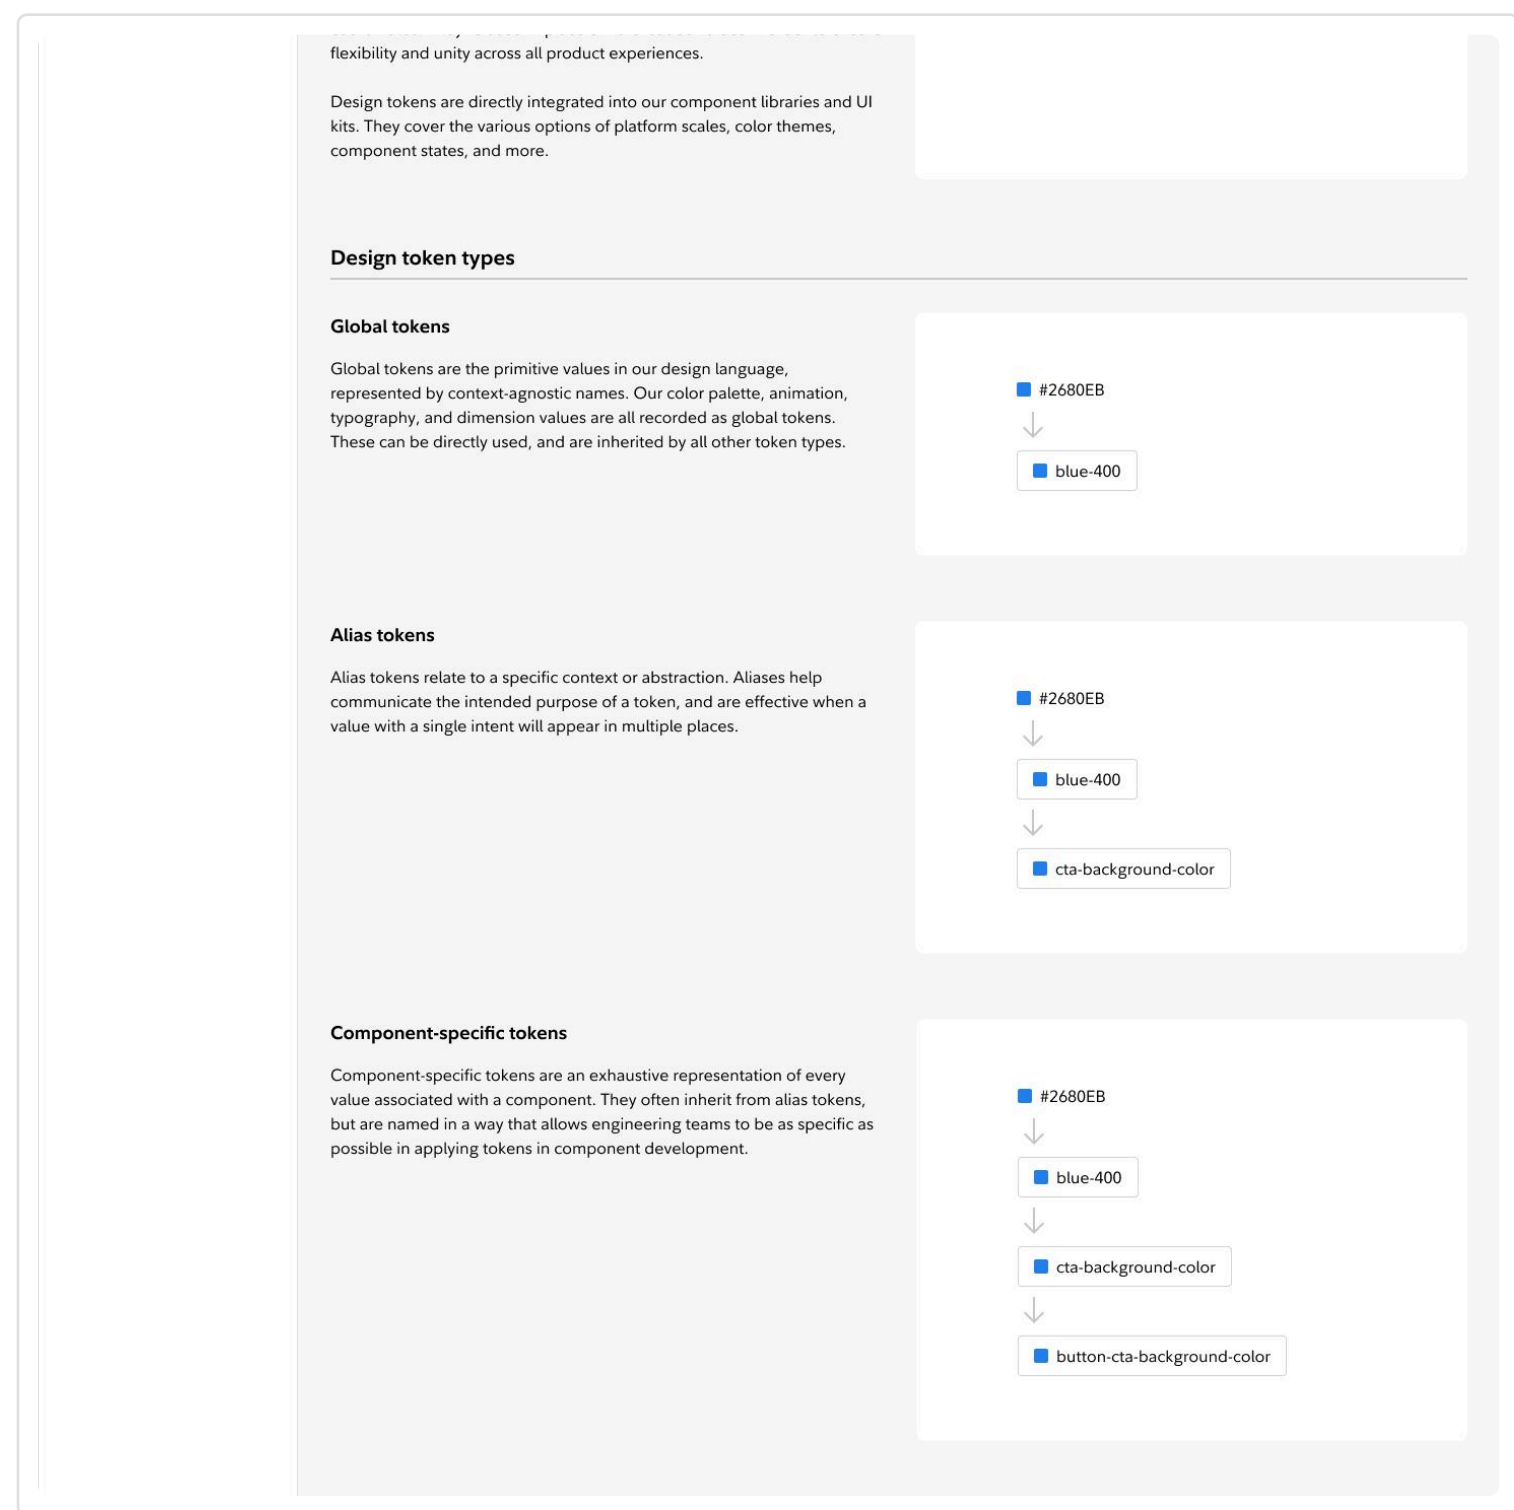 flexibility and unity across all product experiences.
Design tokens are directly integrated into our component libraries and UI
kits. They cover the various options of platform scales, color themes,
component states, and more.
Design token types
Global tokens
Global tokens are the primitive values in our design language,
represented by context-agnostic names. Our color palette, animation,
typography, and dimension values are all recorded as global tokens.
These can be directly used, and are inherited by all other token types.
#2680EB
blue-400
Alias tokens
Alias tokens relate to a specific context or abstraction. Aliases help
communicate the intended purpose of a token, and are effective when a
value with a single intent will appear in multiple places.
#2680EB
blue-400
cta-background-color
Component-specific tokens
Component-specific tokens are an exhaustive representation of every
value associated with a component. They often inherit from alias tokens,
but are named in a way that allows engineering teams to be as specific as
possible in applying tokens in component development.
#2680EB
blue-400
cta-background-color
button-cta-background-color